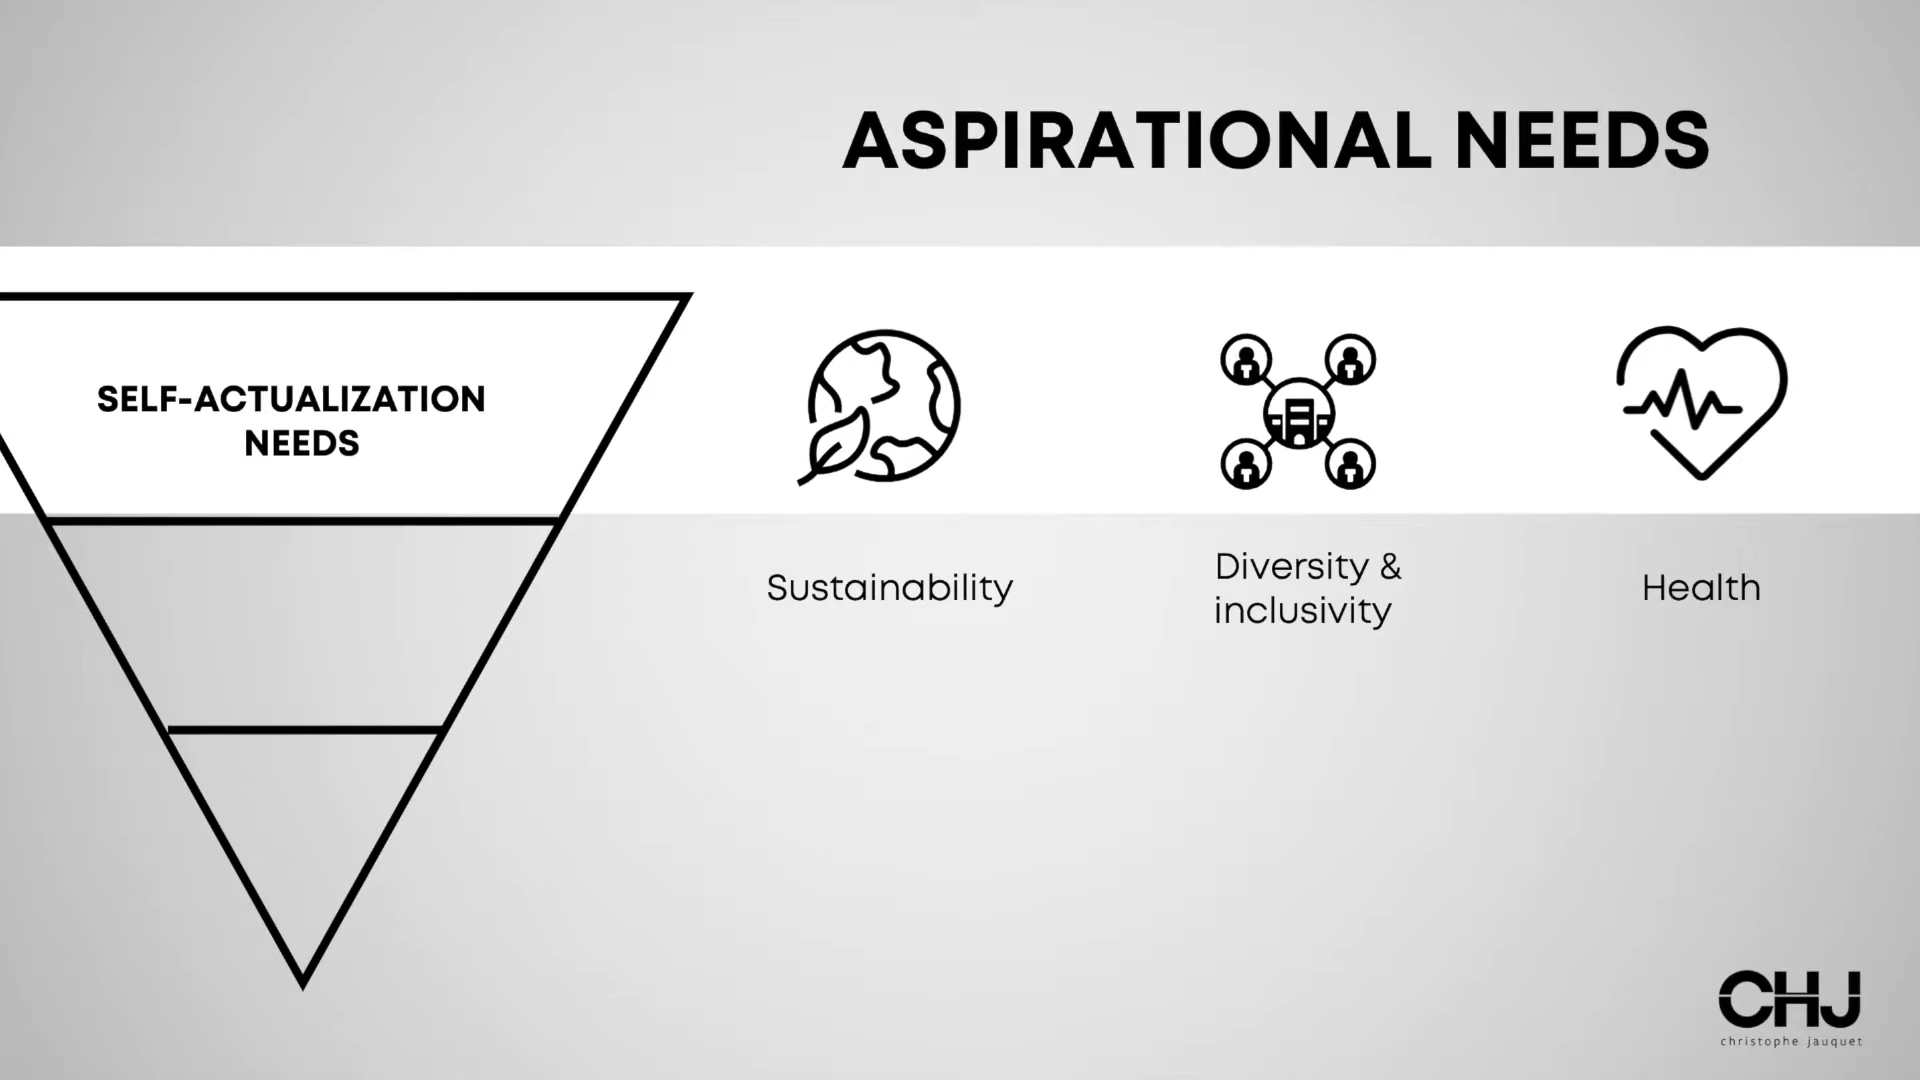 ASPIRATIONAL NEEDS
SELF-ACTUALIZATION
NEEDS
Sustainability
Diversity &
inclusivity
Health
CHJ
christophe jauquet